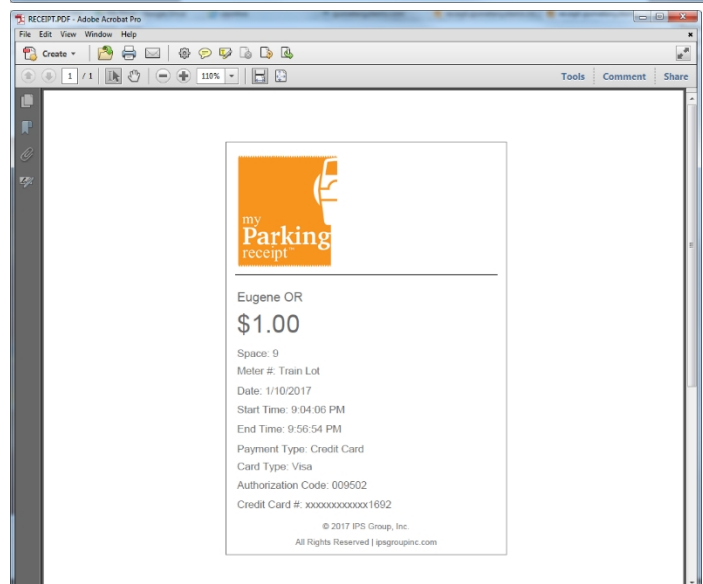 RECEIPT.PDF - Adobe Acrobat Pro
File Edit View Window Help
Create
1 / 1 110% Tools Comment Share
my
Parking
receipt™
Eugene OR
$1.00
Space: 9
Meter #: Train Lot
Date: 1/10/2017
Start Time: 9:04:06 PM
End Time: 9:56:54 PM
Payment Type: Credit Card
Card Type: Visa
Authorization Code: 009502
Credit Card #: xxxxxxxxxxxx1692
© 2017 IPS Group, Inc.
All Rights Reserved | ipsgroupinc.com